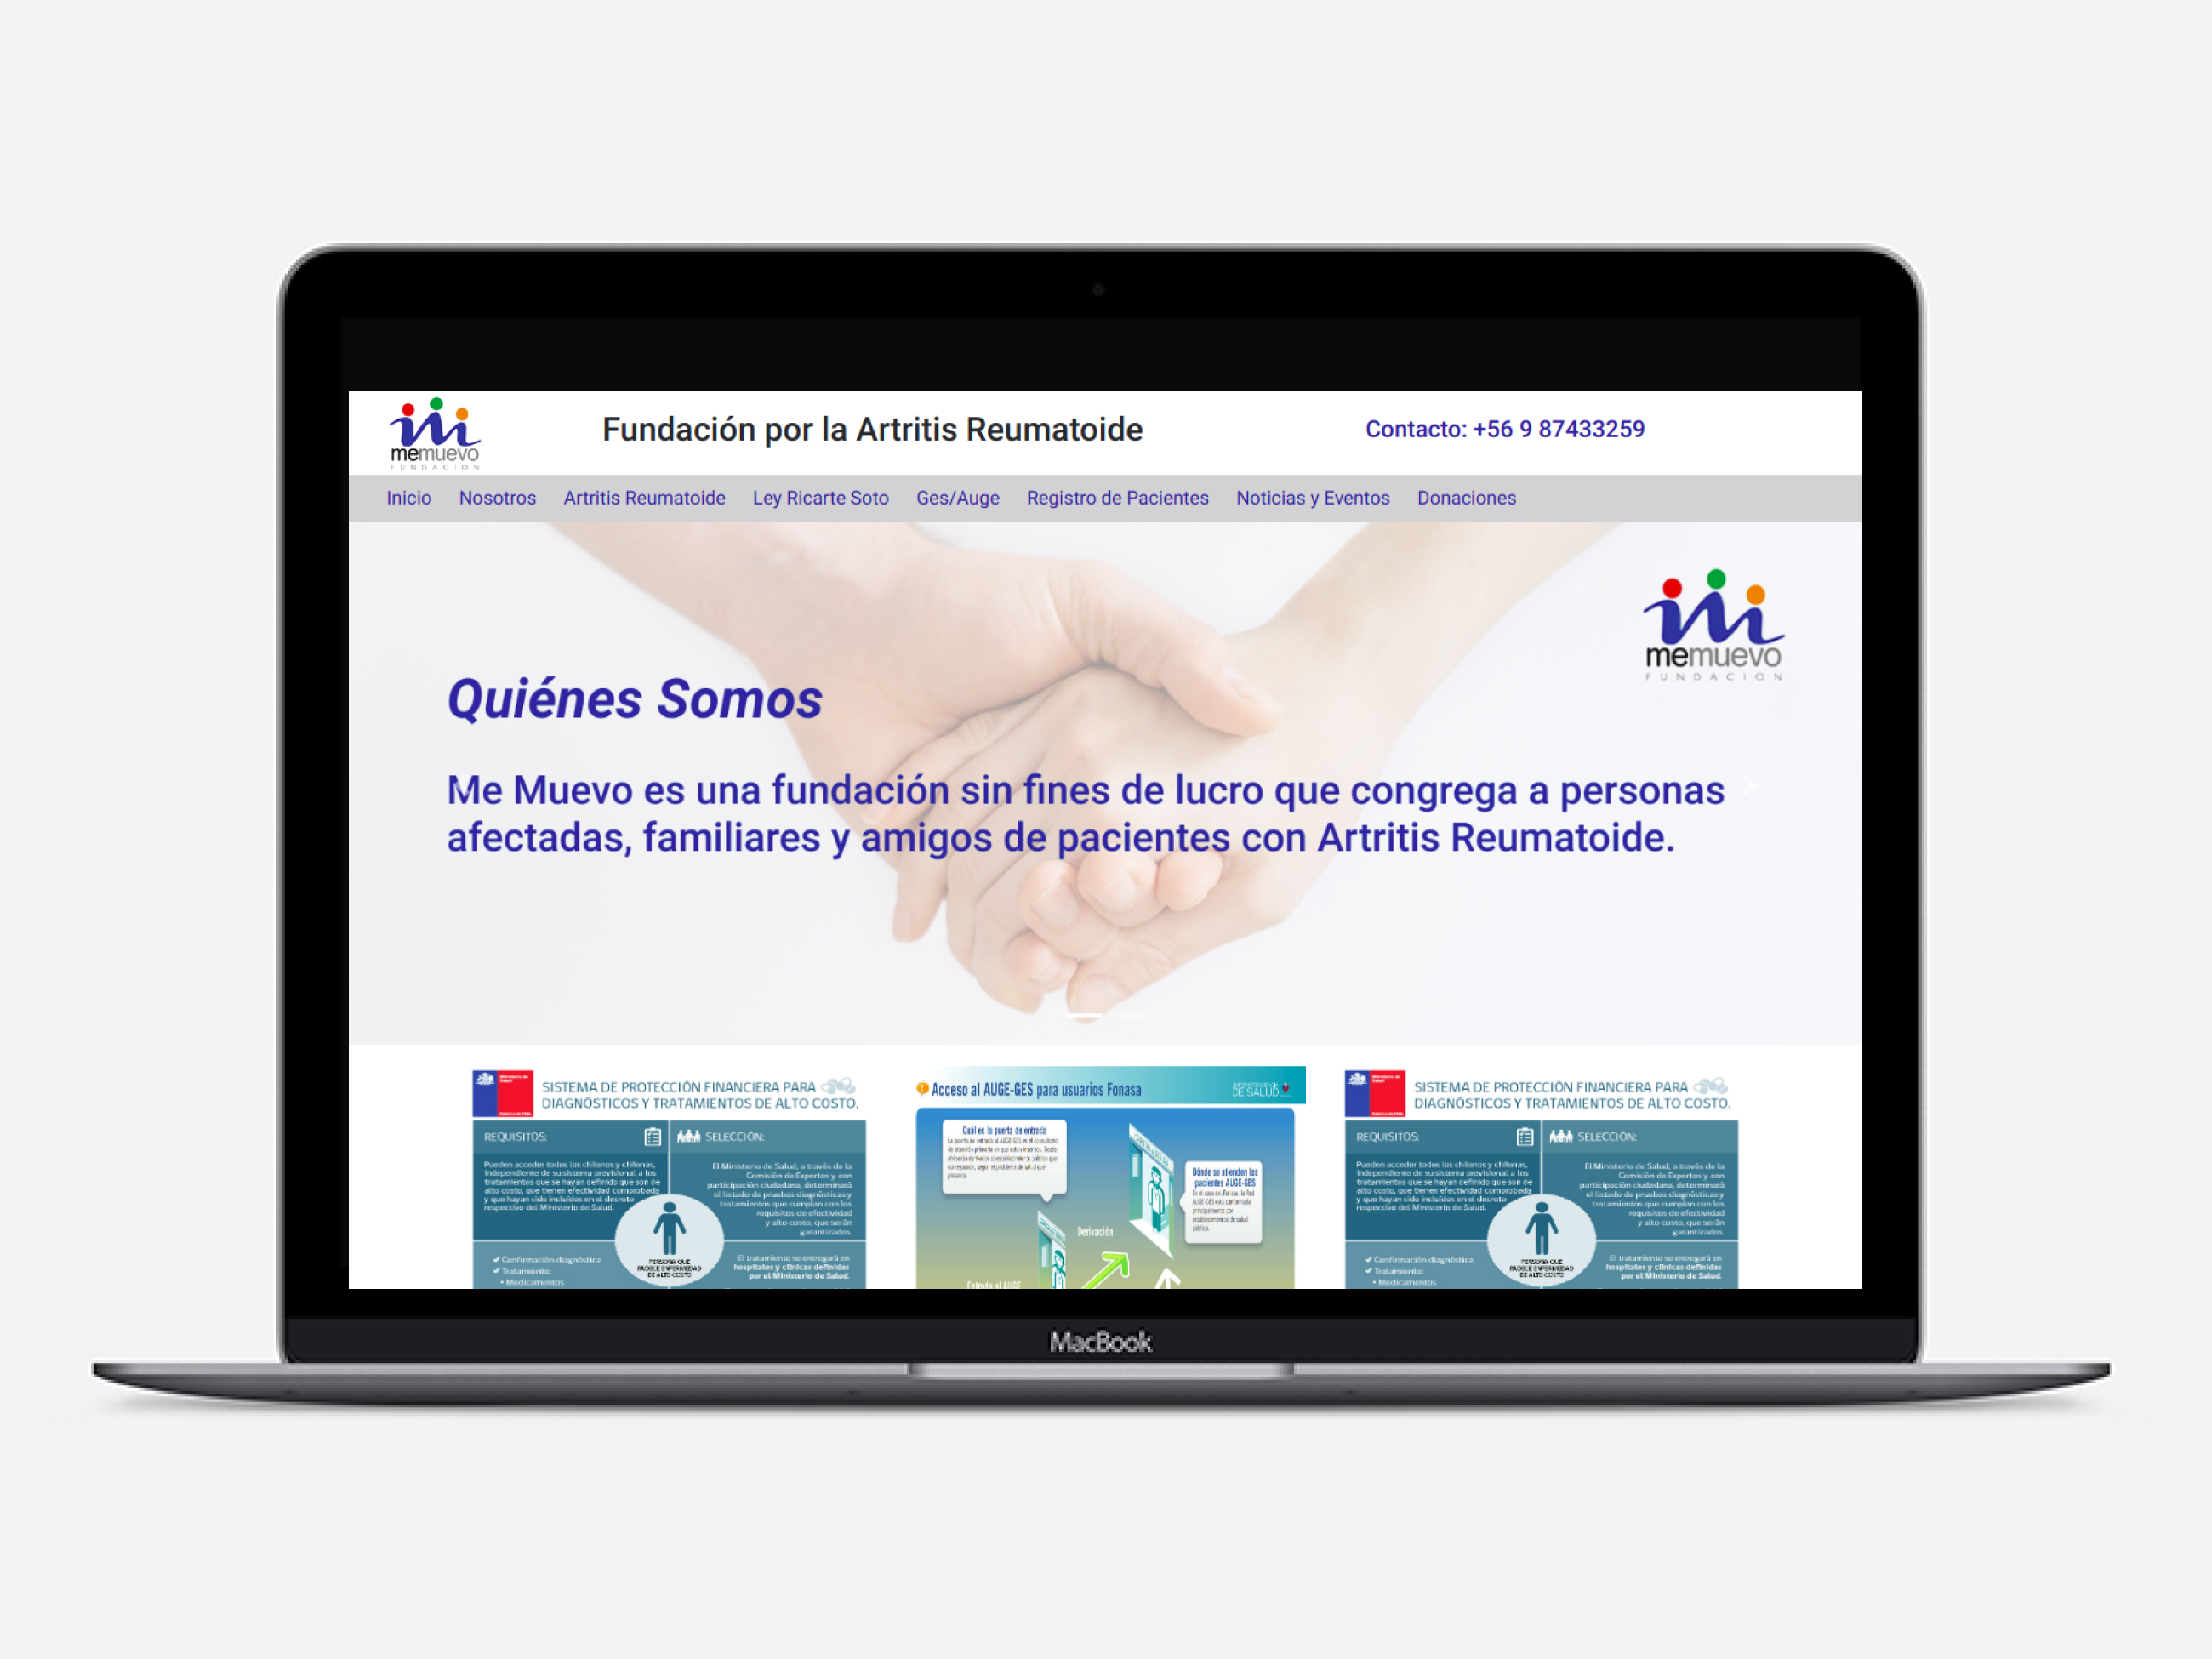 memuevo
FUNDACION
Fundación por la Artritis Reumatoide
Contacto: +56 9 87433259
Inicio Nosotros Artritis Reumatoide Ley Ricarte Soto Ges/Auge Registro de Pacientes Noticias y Eventos Donaciones
memuevo
FUNDACION
Quiénes Somos
Me Muevo es una fundación sin fines de lucro que congrega a personas
afectadas, familiares y amigos de pacientes con Artritis Reumatoide.
SISTEMA DE PROTECCIÓN FINANCIERA PARA
DIAGNÓSTICOS Y TRATAMIENTOS DE ALTO COSTO.
REQUISITOS:
SELECCIÓN:
Pueden acceder todos los chilenos y chilenas,
independiente de su sistema previsional, a los
tratamientos que se hayan definido que son de
alto costo, que tienen efectividad comprobada
y que hayan sido incluidos en el decreto
respectivo del Ministerio de Salud.
El Ministerio de Salud, a través de la
Comisión de Expertos y con
participación ciudadana, determinará
el listado de pruebas diagnósticas y
tratamientos que cumplan con los
requisitos de efectividad
y alto costo, que serán
garantizados.
PERSONA QUE
PADECE ENFERMEDAD
DE ALTO COSTO
Confirmación diagnóstica
Tratamiento:
• Medicamentos
El tratamiento se entregará en
hospitales y clínicas definidas
por el Ministerio de Salud.
Acceso al AUGE-GES para usuarios Fonasa
DE SALUD
Cuál es la puerta de entrada
Dónde se atienden los
pacientes AUGE-GES
Derivación
Entrada al AUGE
SISTEMA DE PROTECCIÓN FINANCIERA PARA
DIAGNÓSTICOS Y TRATAMIENTOS DE ALTO COSTO.
REQUISITOS:
SELECCIÓN:
Pueden acceder todos los chilenos y chilenas,
independiente de su sistema previsional, a los
tratamientos que se hayan definido que son de
alto costo, que tienen efectividad comprobada
y que hayan sido incluidos en el decreto
respectivo del Ministerio de Salud.
El Ministerio de Salud, a través de la
Comisión de Expertos y con
participación ciudadana, determinará
el listado de pruebas diagnósticas y
tratamientos que cumplan con los
requisitos de efectividad
y alto costo, que serán
garantizados.
PERSONA QUE
PADECE ENFERMEDAD
DE ALTO COSTO
Confirmación diagnóstica
Tratamiento:
• Medicamentos
El tratamiento se entregará en
hospitales y clínicas definidas
por el Ministerio de Salud.
MacBook